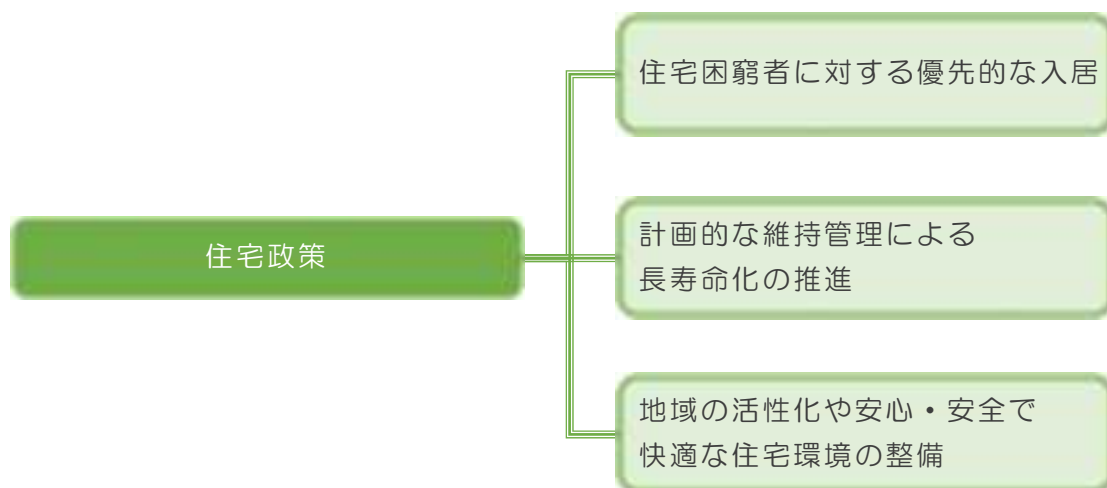 住宅政策
住宅困窮者に対する優先的な入居
計画的な維持管理による
長寿命化の推進
地域の活性化や安心・安全で
快適な住宅環境の整備